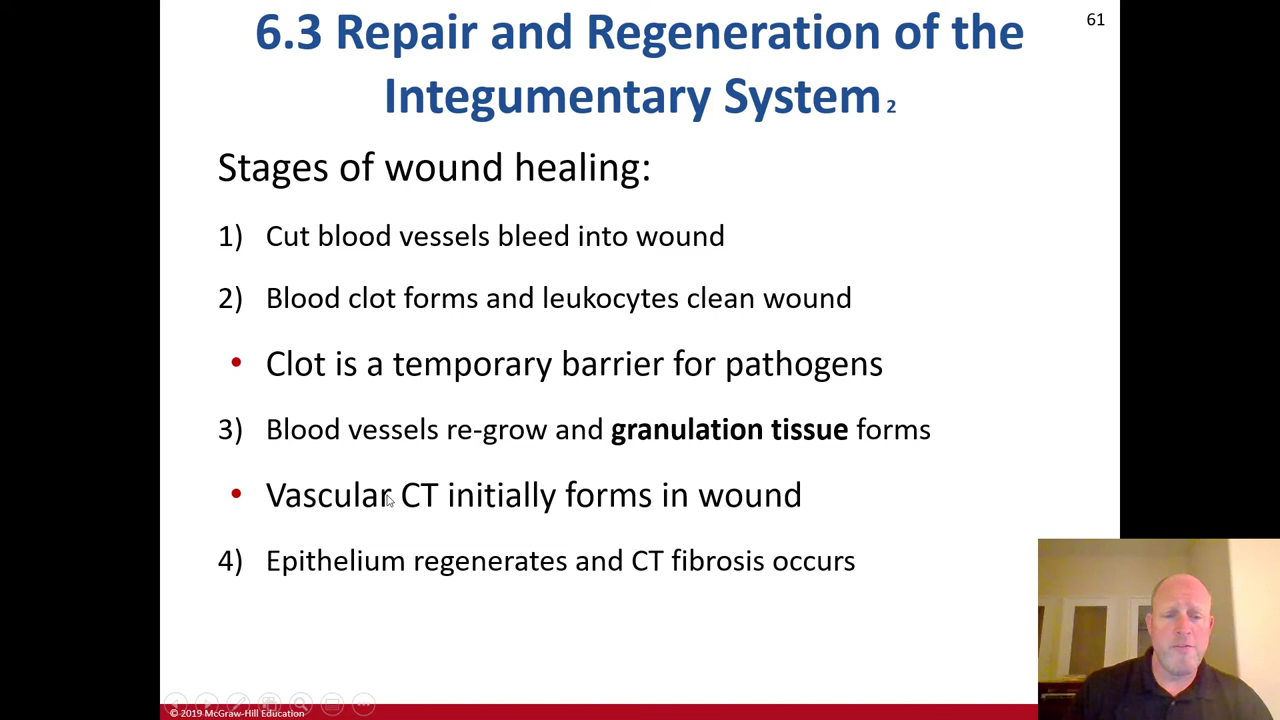 61
6.3 Repair and Regeneration of the
Integumentary System 2
Stages of wound healing:
1) Cut blood vessels bleed into wound
2) Blood clot forms and leukocytes clean wound
• Clot is a temporary barrier for pathogens
3) Blood vessels re-grow and granulation tissue forms
• Vascular CT initially forms in wound
4) Epithelium regenerates and CT fibrosis occurs
© 2019 McGraw-Hill Education